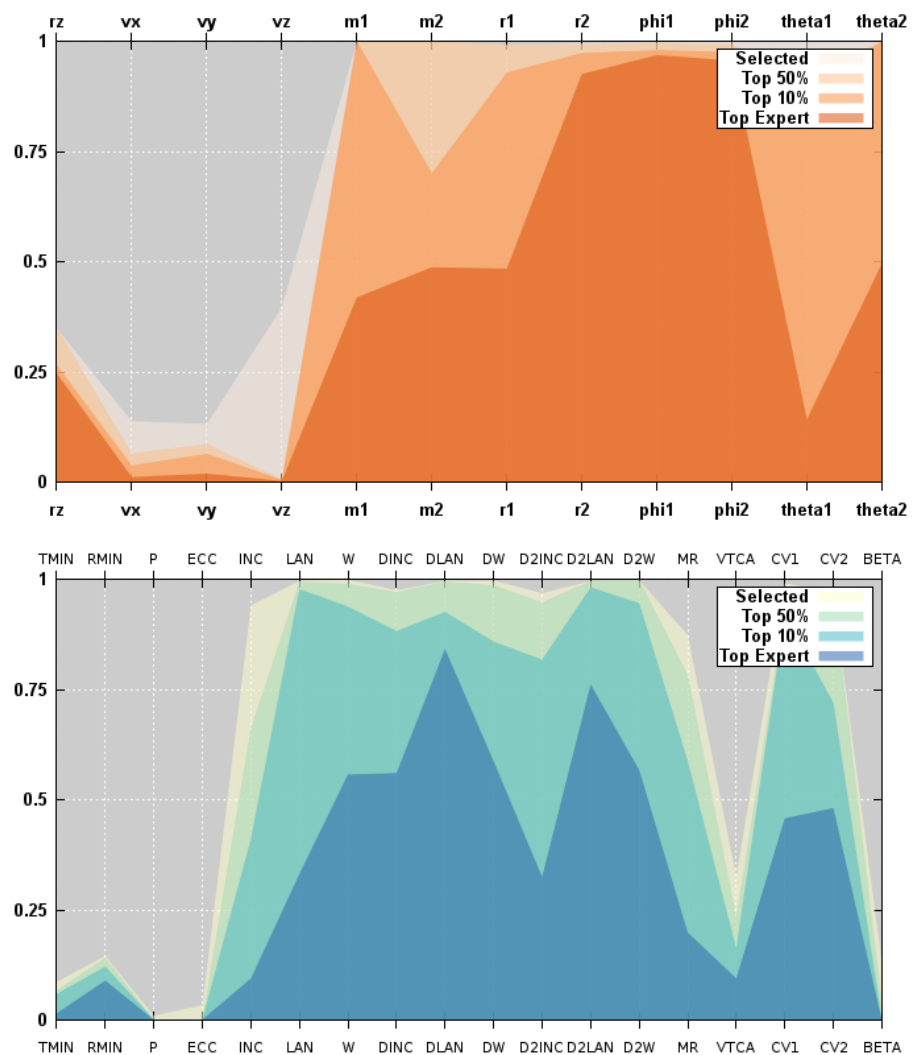 rz vx vy vz m1 m2 r1 r2 phi1 phi2 theta1 theta2
1
Selected
Top 50%
Top 10%
Top Expert
0.75
0.5
0.25
0
rz vx vy vz m1 m2 r1 r2 phi1 phi2 theta1 theta2
TMIN RMIN P ECC INC LAN W DINC DLAN DW D2INC D2LAN D2W MR VTCA CV1 CV2 BETA
1
Selected
Top 50%
Top 10%
Top Expert
0.75
0.5
0.25
0
TMIN RMIN P ECC INC LAN W DINC DLAN DW D2INC D2LAN D2W MR VTCA CV1 CV2 BETA